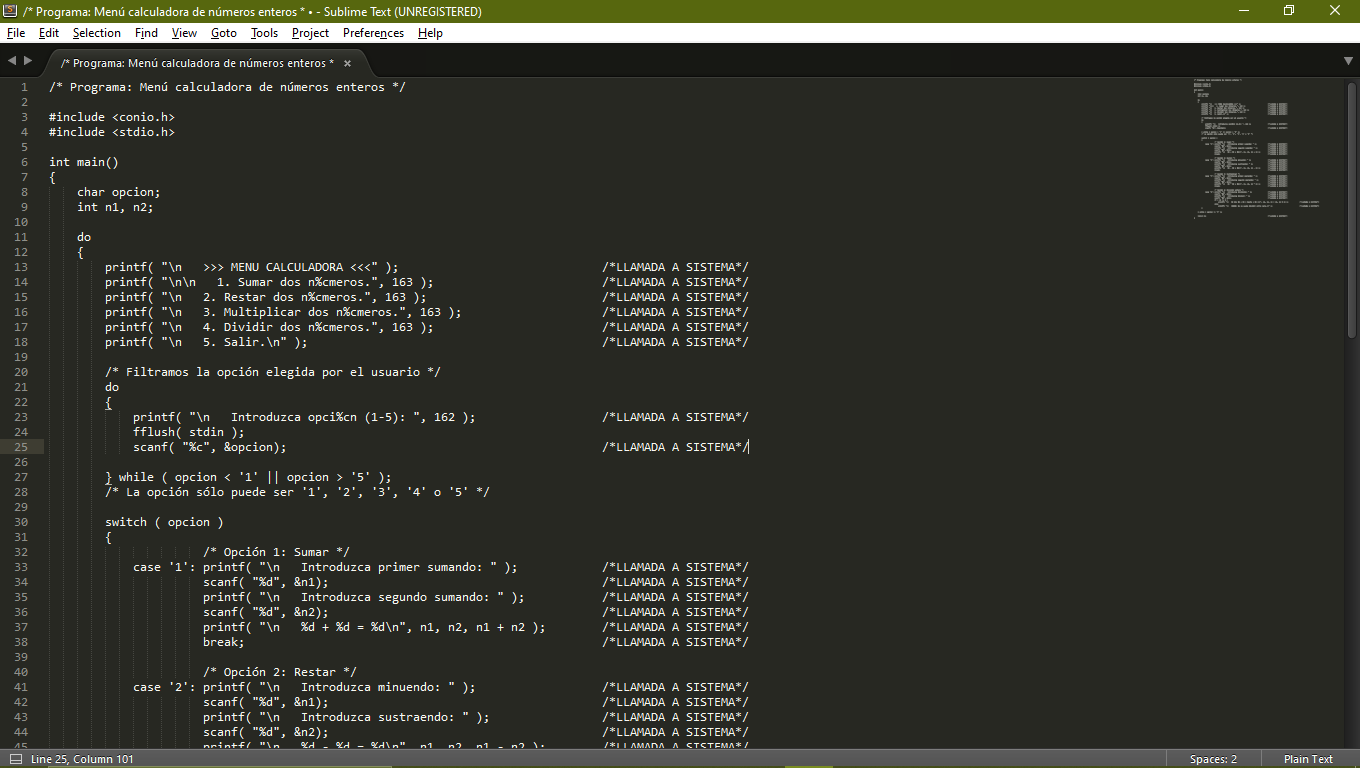 /* Programa: Menú calculadora de números enteros * • - Sublime Text (UNREGISTERED)
File Edit Selection Find View Goto Tools Project Preferences Help
/* Programa: Menú calculadora de números enteros * ×
1 /* Programa: Menú calculadora de números enteros */
2
3 #include <conio.h>
4 #include <stdio.h>
5
6 int main()
7 {
8 char opcion;
9 int n1, n2;
10
11 do
12 {
13 printf( "\n   >>> MENU CALCULADORA <<<" ); /*LLAMADA A SISTEMA*/
14 printf( "\n\n   1. Sumar dos n%cmeros.", 163 ); /*LLAMADA A SISTEMA*/
15 printf( "\n   2. Restar dos n%cmeros.", 163 ); /*LLAMADA A SISTEMA*/
16 printf( "\n   3. Multiplicar dos n%cmeros.", 163 ); /*LLAMADA A SISTEMA*/
17 printf( "\n   4. Dividir dos n%cmeros.", 163 ); /*LLAMADA A SISTEMA*/
18 printf( "\n   5. Salir.\n" ); /*LLAMADA A SISTEMA*/
19
20 /* Filtramos la opción elegida por el usuario */
21 do
22 {
23 printf( "\n   Introduzca opci%cn (1-5): ", 162 ); /*LLAMADA A SISTEMA*/
24 fflush( stdin );
25 scanf( "%c", &opcion); /*LLAMADA A SISTEMA*/
26
27 } while ( opcion < '1' || opcion > '5' );
28 /* La opción sólo puede ser '1', '2', '3', '4' o '5' */
29
30 switch ( opcion )
31 {
32 /* Opción 1: Sumar */
33 case '1': printf( "\n   Introduzca primer sumando: " ); /*LLAMADA A SISTEMA*/
34 scanf( "%d", &n1); /*LLAMADA A SISTEMA*/
35 printf( "\n   Introduzca segundo sumando: " ); /*LLAMADA A SISTEMA*/
36 scanf( "%d", &n2); /*LLAMADA A SISTEMA*/
37 printf( "\n   %d + %d = %d\n", n1, n2, n1 + n2 ); /*LLAMADA A SISTEMA*/
38 break; /*LLAMADA A SISTEMA*/
39
40 /* Opción 2: Restar */
41 case '2': printf( "\n   Introduzca minuendo: " ); /*LLAMADA A SISTEMA*/
42 scanf( "%d", &n1); /*LLAMADA A SISTEMA*/
43 printf( "\n   Introduzca sustraendo: " ); /*LLAMADA A SISTEMA*/
44 scanf( "%d", &n2); /*LLAMADA A SISTEMA*/
45 printf( "\n   %d - %d = %d\n", n1, n2, n1 - n2 ); /*LLAMADA A SISTEMA*/
Line 25, Column 101 Spaces: 2 Plain Text